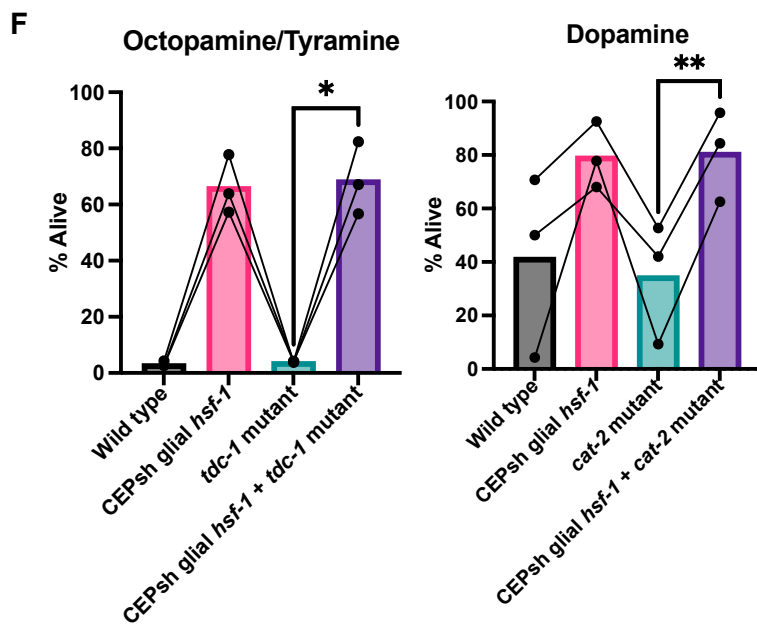 F
Octopamine/Tyramine
*
% Alive
100
80
60
40
20
0
Wild type
CEPsh glial hsf-1
tdc-1 mutant
CEPsh glial hsf-1 + tdc-1 mutant
Dopamine
**
% Alive
100
80
60
40
20
0
Wild type
CEPsh glial hsf-1
cat-2 mutant
CEPsh glial hsf-1 + cat-2 mutant